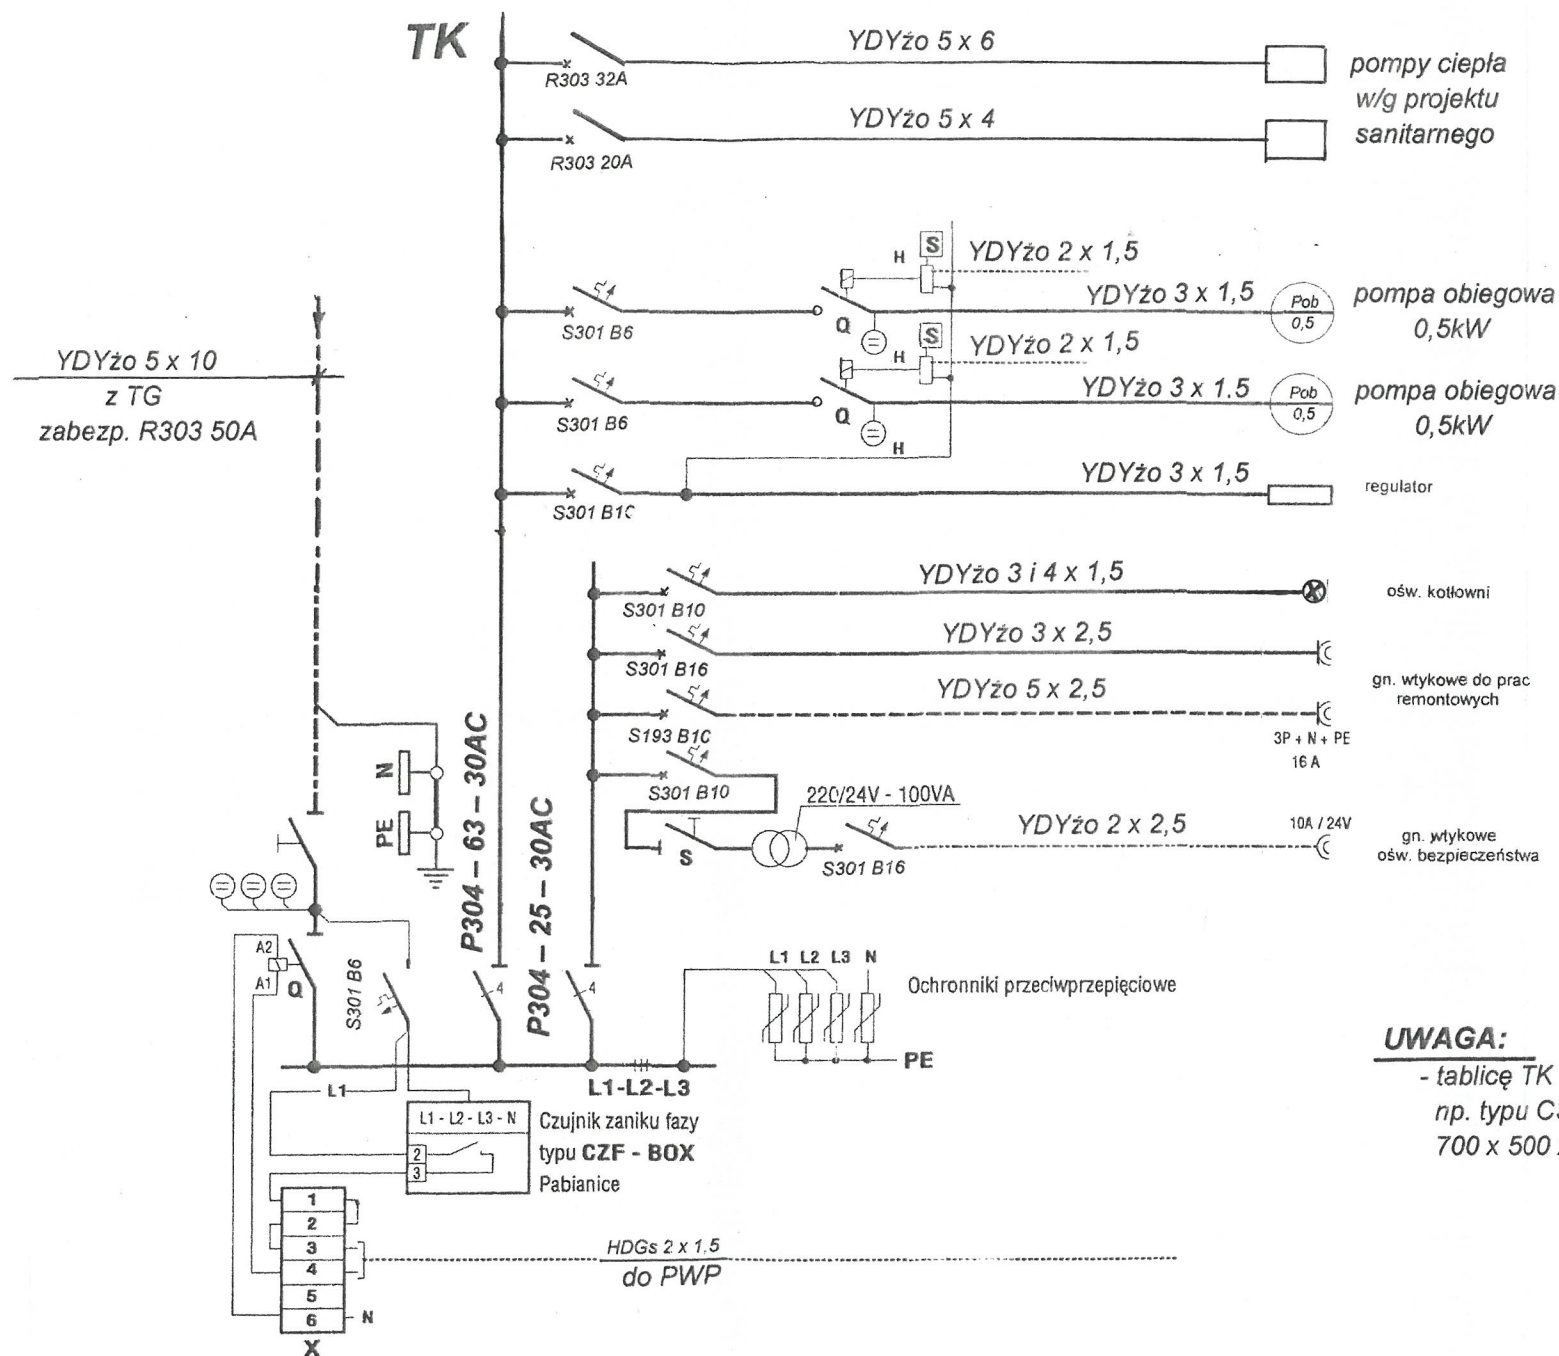 TK
YDYżo 5 x 6
R303 32A
pompy ciepła
w/g projektu
sanitarnego
YDYżo 5 x 4
R303 20A
S
H
YDYżo 2 x 1,5
YDYżo 3 x 1,5
S301 B6
Q
Pob
0,5
pompa obiegowa
0,5kW
S
H
YDYżo 2 x 1,5
YDYżo 3 x 1.5
S301 B6
Q
H
Pob
0,5
pompa obiegowa
0,5kW
YDYżo 5 x 10
z TG
zabezp. R303 50A
YDYżo 3 x 1,5
S301 B10
regulator
YDYżo 3 i 4 x 1,5
S301 B10
ośw. kotłowni
YDYżo 3 x 2,5
S301 B16
YDYżo 5 x 2,5
S193 B10
gn. wtykowe do prac
remontowych
3P + N + PE
16 A
S301 B10
220/24V - 100VA
S
S301 B16
YDYżo 2 x 2,5
10A / 24V
gn. wtykowe
ośw. bezpieczeństwa
N
PE
P304 – 63 – 30AC
P304 – 25 – 30AC
4
4
A2
A1
Q
S301 B6
L1 L2 L3 N
Ochronniki przeciwprzepięciowe
PE
L1-L2-L3
L1
L1 - L2 - L3 - N
2
3
Czujnik zaniku fazy
typu CZF - BOX
Pabianice
1
2
3
4
5
6
N
X
HDGs 2 x 1,5
do PWP
UWAGA:
- tablicę TK
np. typu
700 x 500